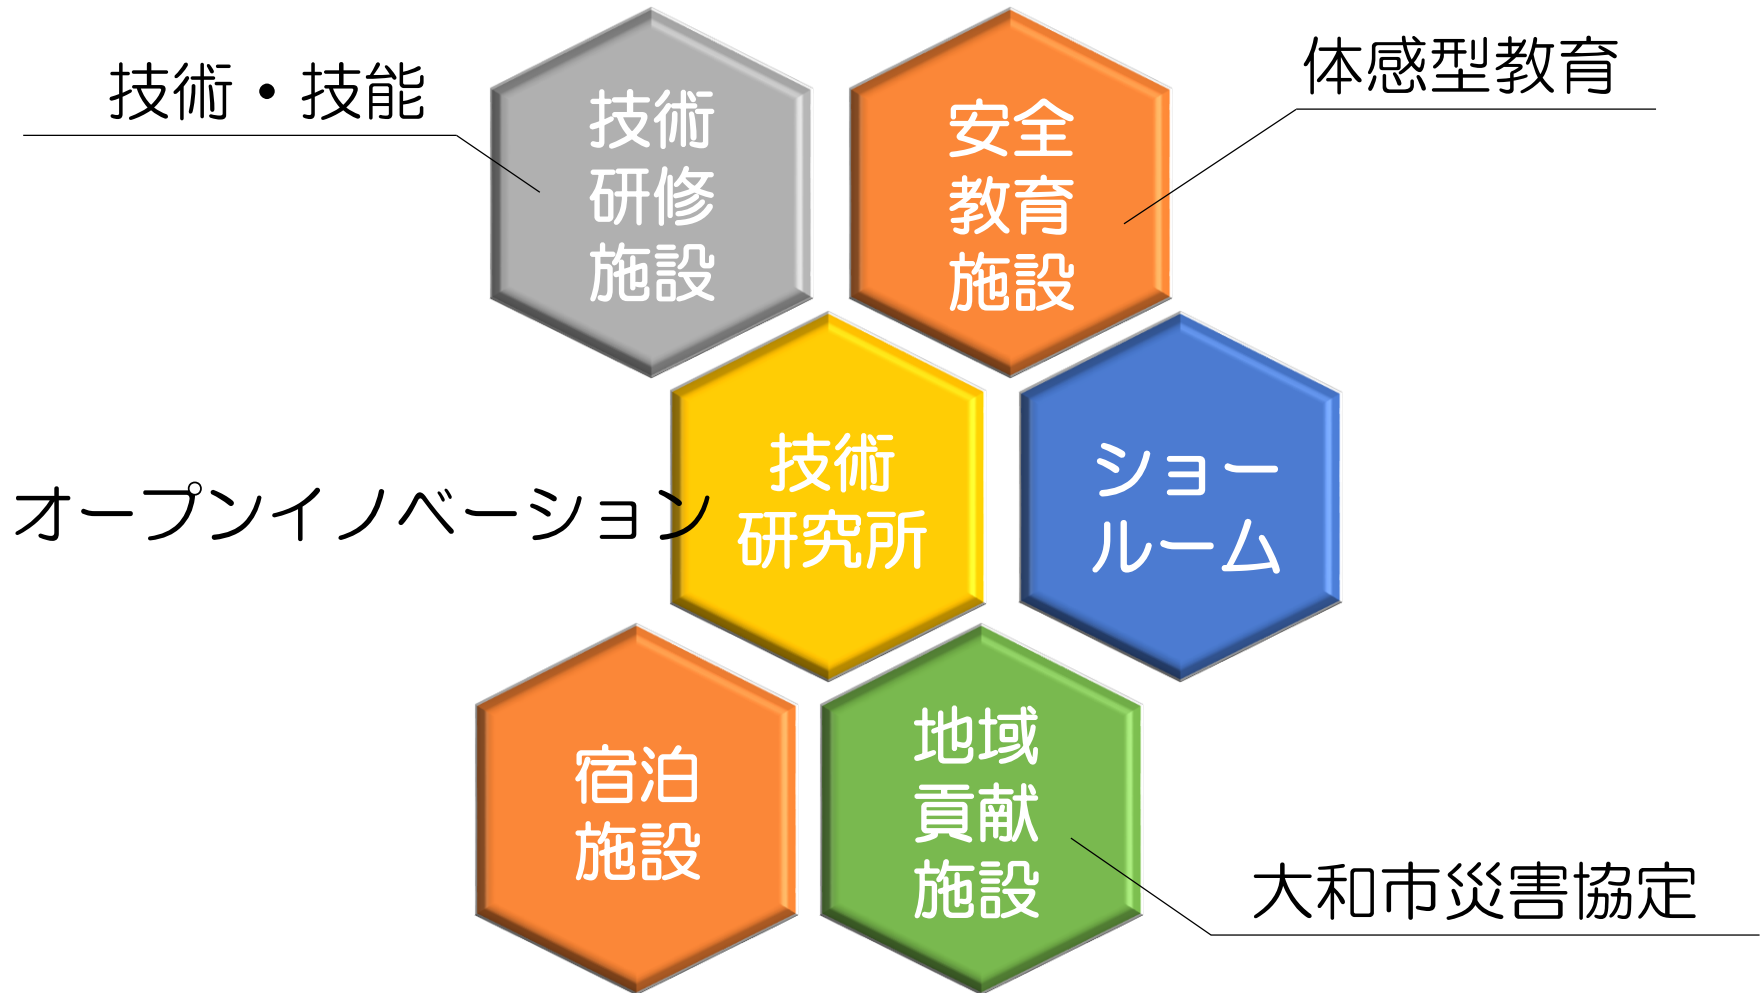 技術・技能
技術
研修
施設
安全
教育
施設
体感型教育
オープンイノベーション
技術
研究所
ショー
ルーム
宿泊
施設
地域
貢献
施設
大和市災害協定